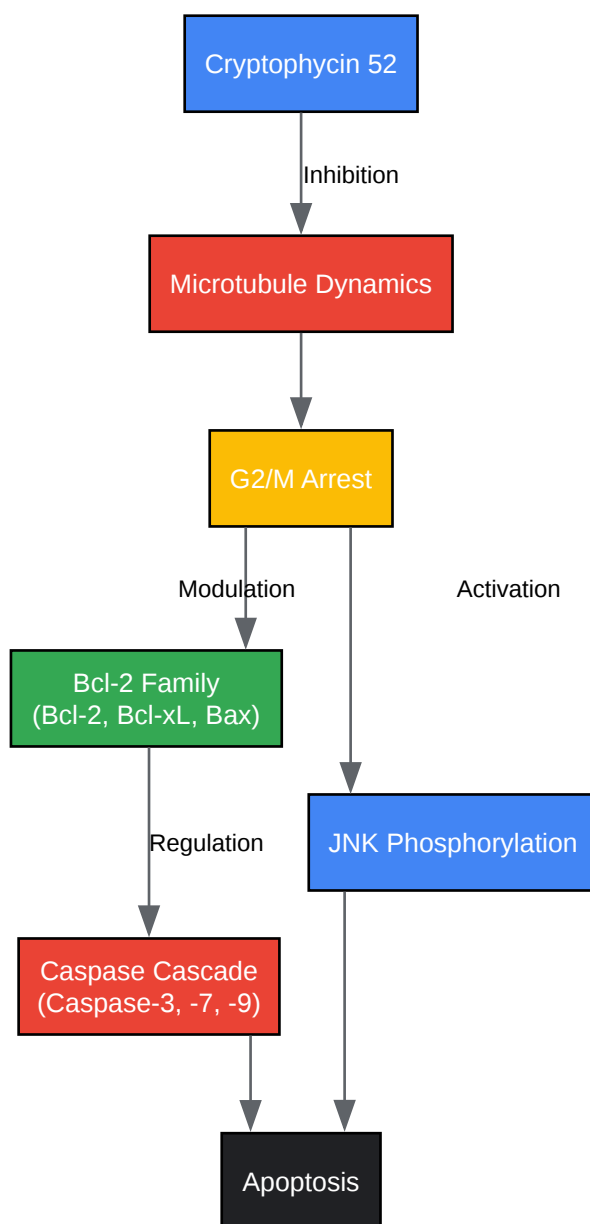 Cryptophycin 52
Inhibition
Microtubule Dynamics
G2/M Arrest
Modulation
Activation
Bcl-2 Family
(Bcl-2, Bcl-xL, Bax)
Regulation
JNK Phosphorylation
Caspase Cascade
(Caspase-3, -7, -9)
Apoptosis